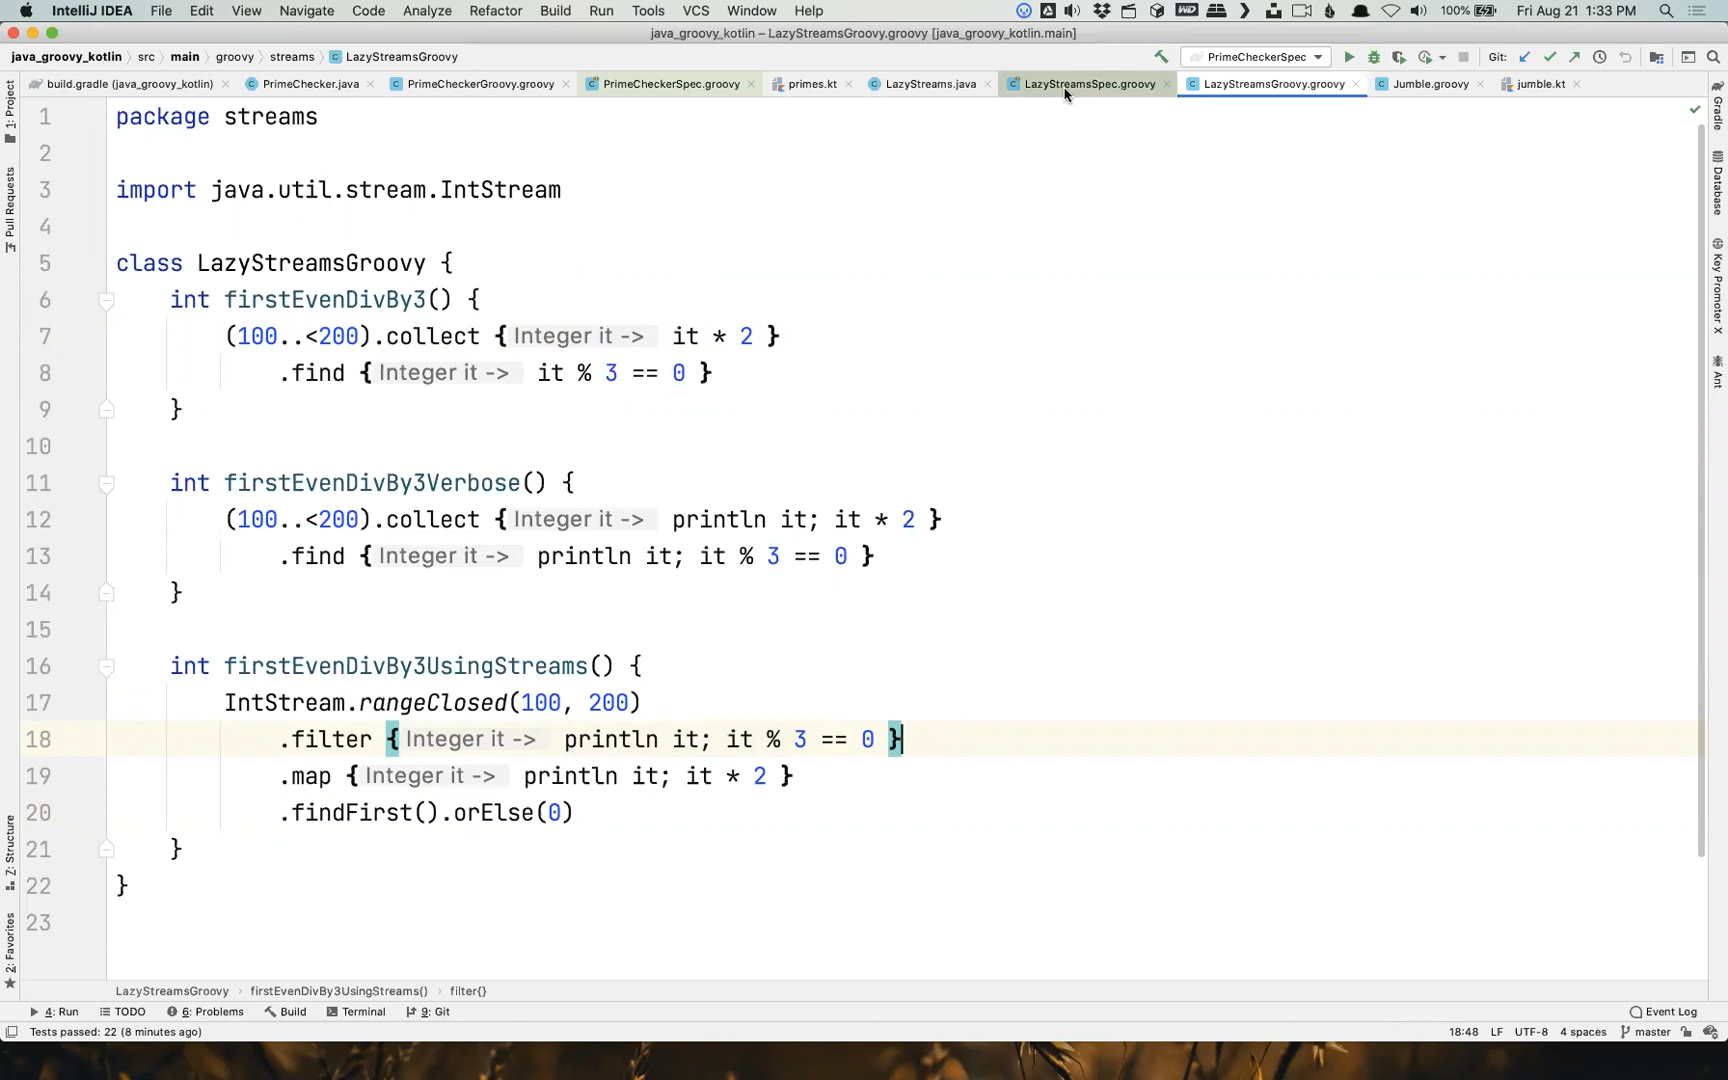 IntelliJ IDEA File Edit View Navigate Code Analyze Refactor Build Run Tools VCS Window Help 100% Fri Aug 21 1:33 PM
java_groovy_kotlin – LazyStreamsGroovy.groovy [java_groovy_kotlin.main]
java_groovy_kotlin src main groovy streams LazyStreamsGroovy PrimeCheckerSpec Git:
build.gradle (java_groovy_kotlin) PrimeChecker.java PrimeCheckerGroovy.groovy PrimeCheckerSpec.groovy primes.kt LazyStreams.java LazyStreamsSpec.groovy LazyStreamsGroovy.groovy Jumble.groovy jumble.kt
1: Project
Pull Requests
Z: Structure
2: Favorites
Gradle
Database
Key Promoter X
Ant
1 package streams
2
3 import java.util.stream.IntStream
4
5 class LazyStreamsGroovy {
6 int firstEvenDivBy3() {
7 (100..<200).collect { Integer it -> it * 2 }
8 .find { Integer it -> it % 3 == 0 }
9 }
10
11 int firstEvenDivBy3Verbose() {
12 (100..<200).collect { Integer it -> println it; it * 2 }
13 .find { Integer it -> println it; it % 3 == 0 }
14 }
15
16 int firstEvenDivBy3UsingStreams() {
17 IntStream.rangeClosed(100, 200)
18 .filter { Integer it -> println it; it % 3 == 0 }
19 .map { Integer it -> println it; it * 2 }
20 .findFirst().orElse(0)
21 }
22 }
23
LazyStreamsGroovy firstEvenDivBy3UsingStreams() filter{}
4: Run TODO 6: Problems Build Terminal 9: Git Event Log
Tests passed: 22 (8 minutes ago) 18:48 LF UTF-8 4 spaces master